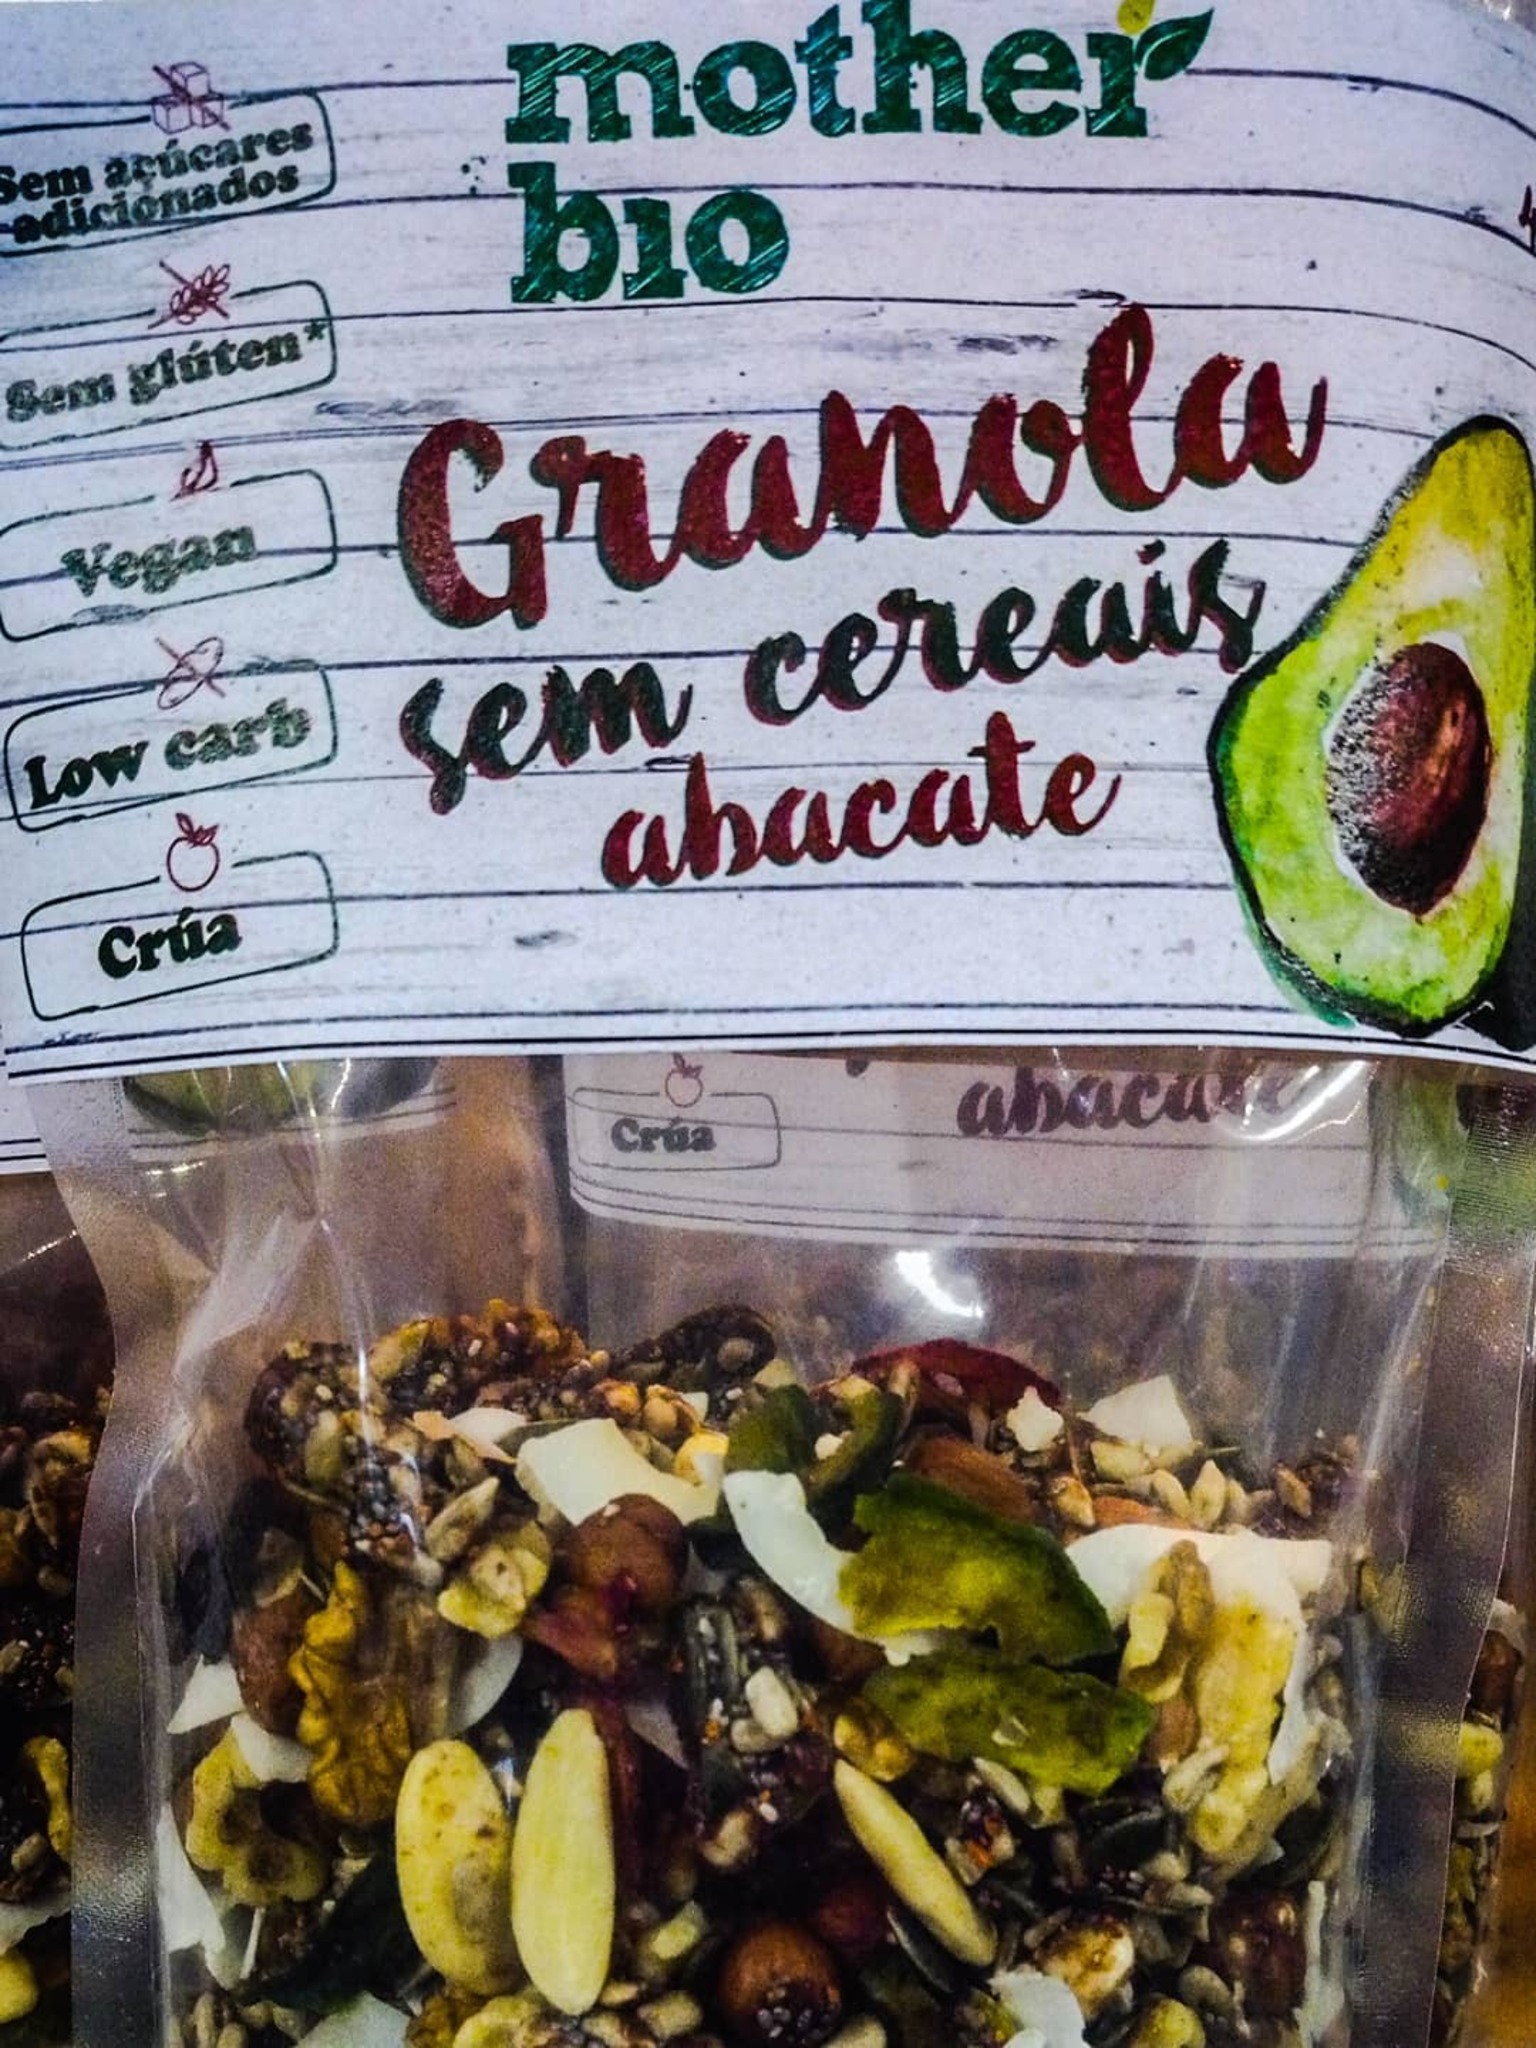 mother
bio
Sem açúcares
adicionados
Sem glúten*
Vegan
Low carb
Crúa
Granola
sem cereais
abacate
Crúa
abacate